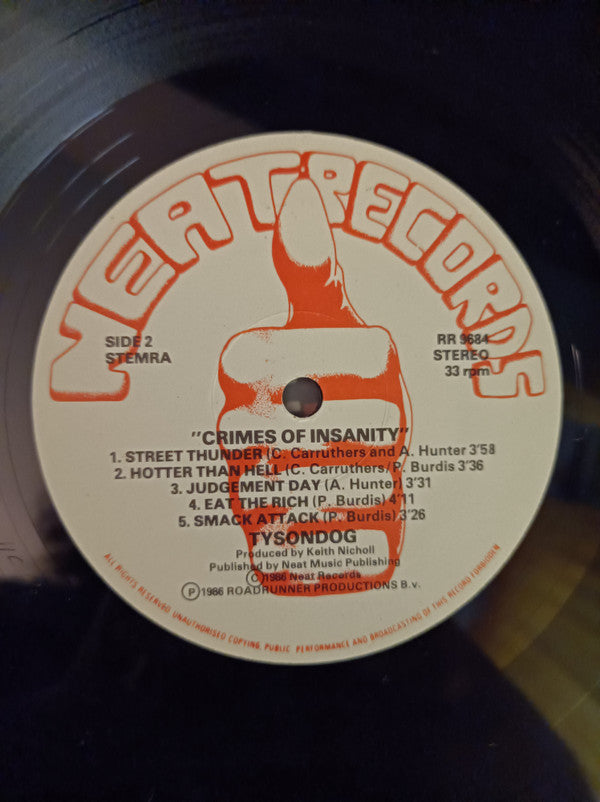 NEAT RECORDS
SIDE 2
STEMRA
RR 9684
STEREO
33 rpm
"CRIMES OF INSANITY"
1. STREET THUNDER (C. Carruthers and A. Hunter 3'58
2. HOTTER THAN HELL (C. Carruthers/P. Burdis 3'36
3. JUDGEMENT DAY (A. Hunter) 3'31
4. EAT THE RICH (P. Burdis) 4'11
5. SMACK ATTACK (P. Burdis) 3'26
TYSONDOG
Produced by Keith Nicholl
Published by Neat Music Publishing
Ⓒ1986 Neat Records
Ⓟ1986 ROADRUNNER PRODUCTIONS B.v.
ALL RIGHTS RESERVED. UNAUTHORISED COPYING, PUBLIC PERFORMANCE AND BROADCASTING OF THIS RECORD FORBIDDEN